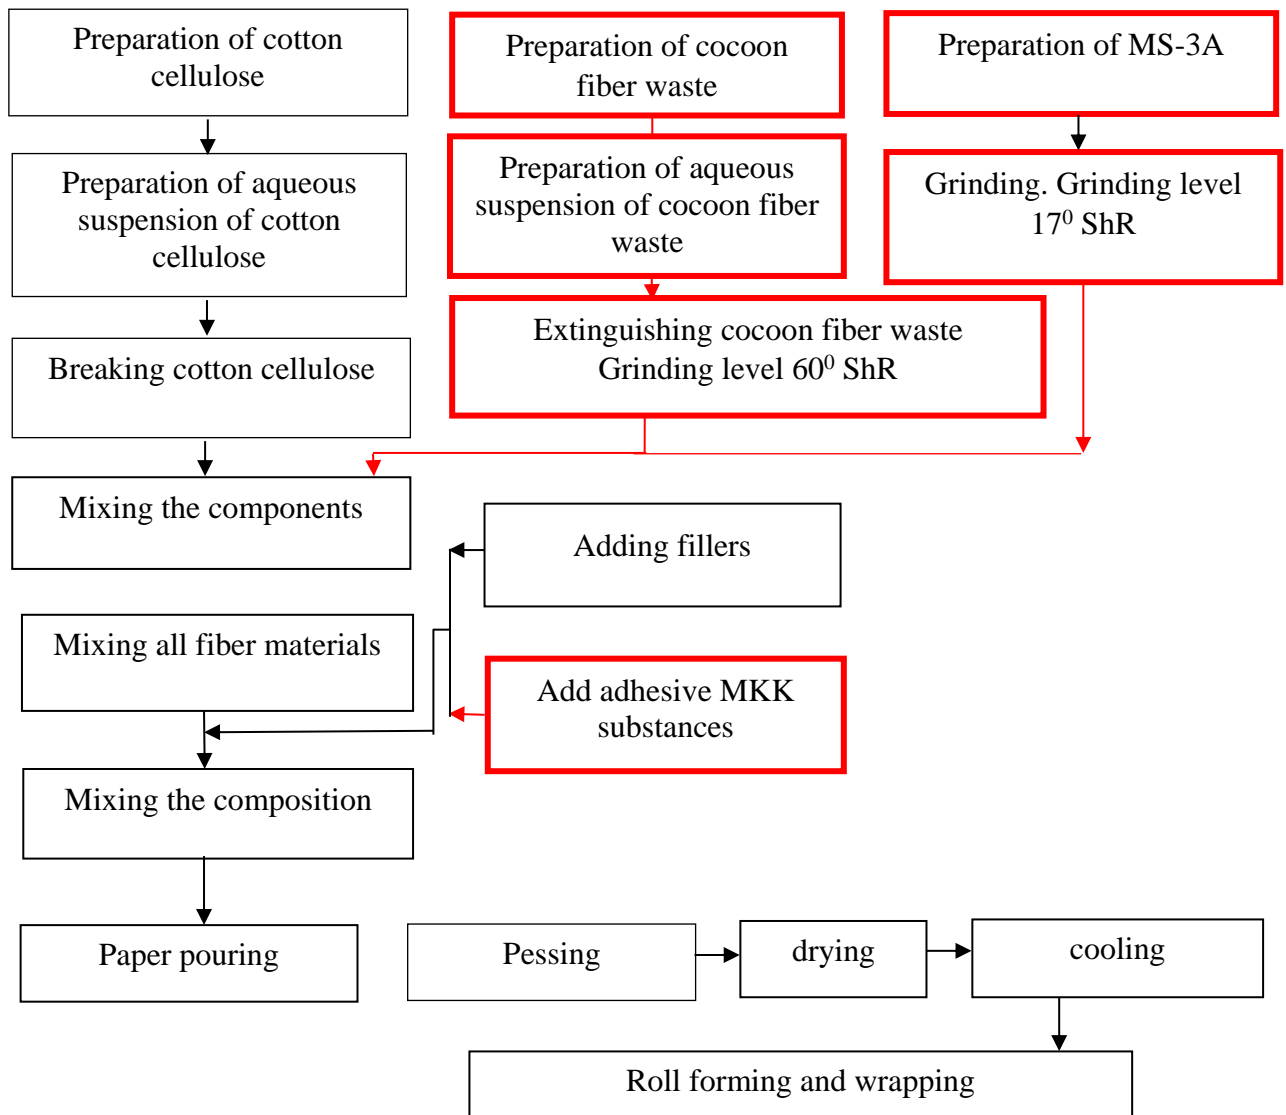 Preparation of cotton
cellulose
Preparation of cocoon
fiber waste
Preparation of MS-3A
Preparation of aqueous
suspension of cotton
cellulose
Preparation of aqueous
suspension of cocoon fiber
waste
Grinding. Grinding level
17⁰ ShR
Extinguishing cocoon fiber waste
Grinding level 60⁰ ShR
Breaking cotton cellulose
Mixing the components
Adding fillers
Mixing all fiber materials
Add adhesive MKK
substances
Mixing the composition
Paper pouring
Pessing
drying
cooling
Roll forming and wrapping